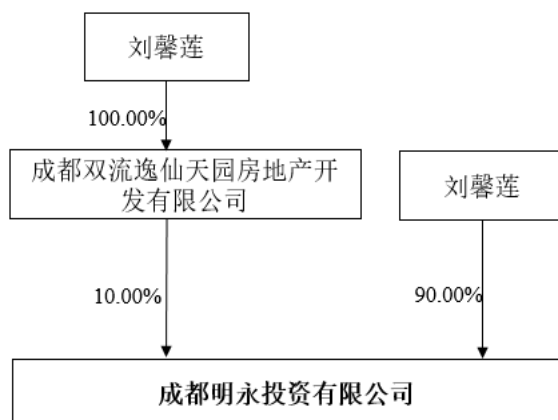 刘馨莲
100.00%
成都双流逸仙天园房地产开
发有限公司
刘馨莲
10.00%
90.00%
成都明永投资有限公司